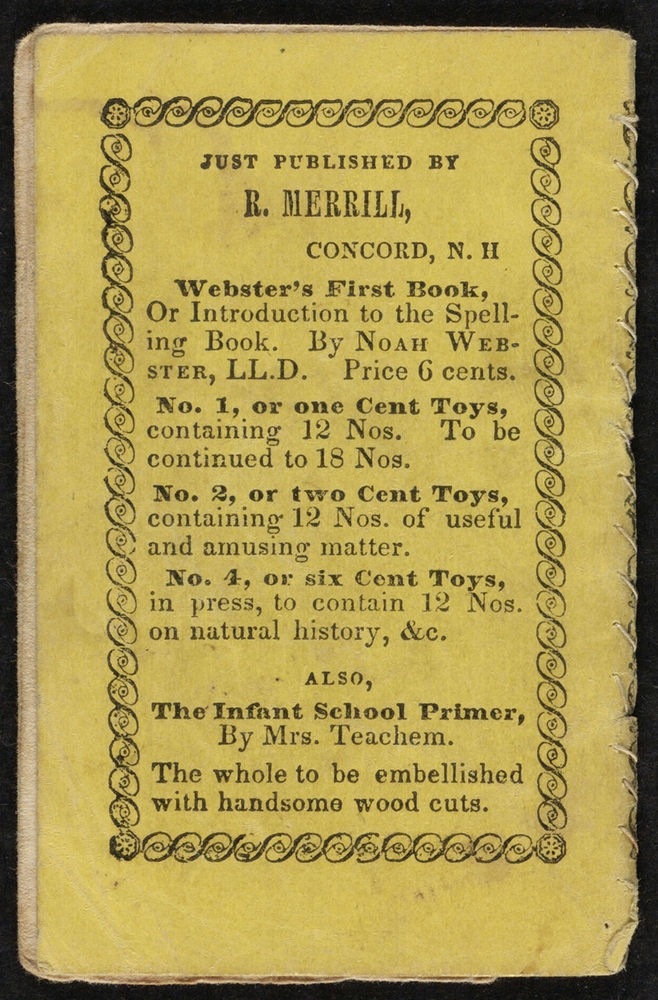 JUST PUBLISHED BY
R. MERRILL,
CONCORD, N. H
Webster's First Book,
Or Introduction to the Spell-
ing Book. By NOAH WEB-
STER, LL.D. Price 6 cents.
No. 1, or one Cent Toys,
containing 12 Nos. To be
continued to 18 Nos.
No. 2, or two Cent Toys,
containing 12 Nos. of useful
and amusing matter.
No. 4, or six Cent Toys,
in press, to contain 12 Nos.
on natural history, &c.
ALSO,
The Infant School Primer,
By Mrs. Teachem.
The whole to be embellished
with handsome wood cuts.